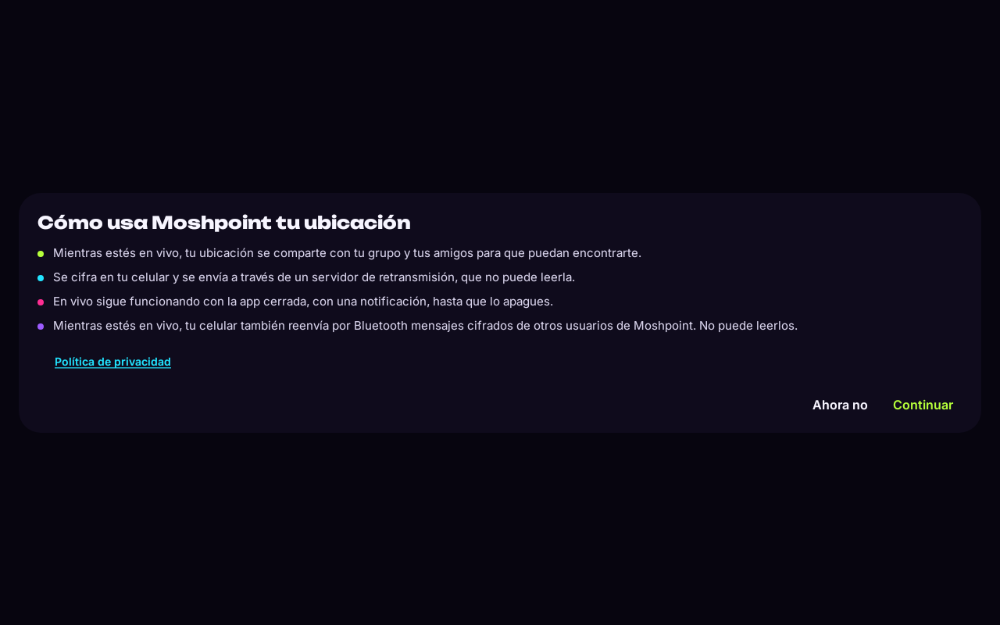 Cómo usa Moshpoint tu ubicación
Mientras estés en vivo, tu ubicación se comparte con tu grupo y tus amigos para que puedan encontrarte.
Se cifra en tu celular y se envía a través de un servidor de retransmisión, que no puede leerla.
En vivo sigue funcionando con la app cerrada, con una notificación, hasta que lo apagues.
Mientras estés en vivo, tu celular también reenvía por Bluetooth mensajes cifrados de otros usuarios de Moshpoint. No puede leerlos.
Política de privacidad
Ahora no
Continuar